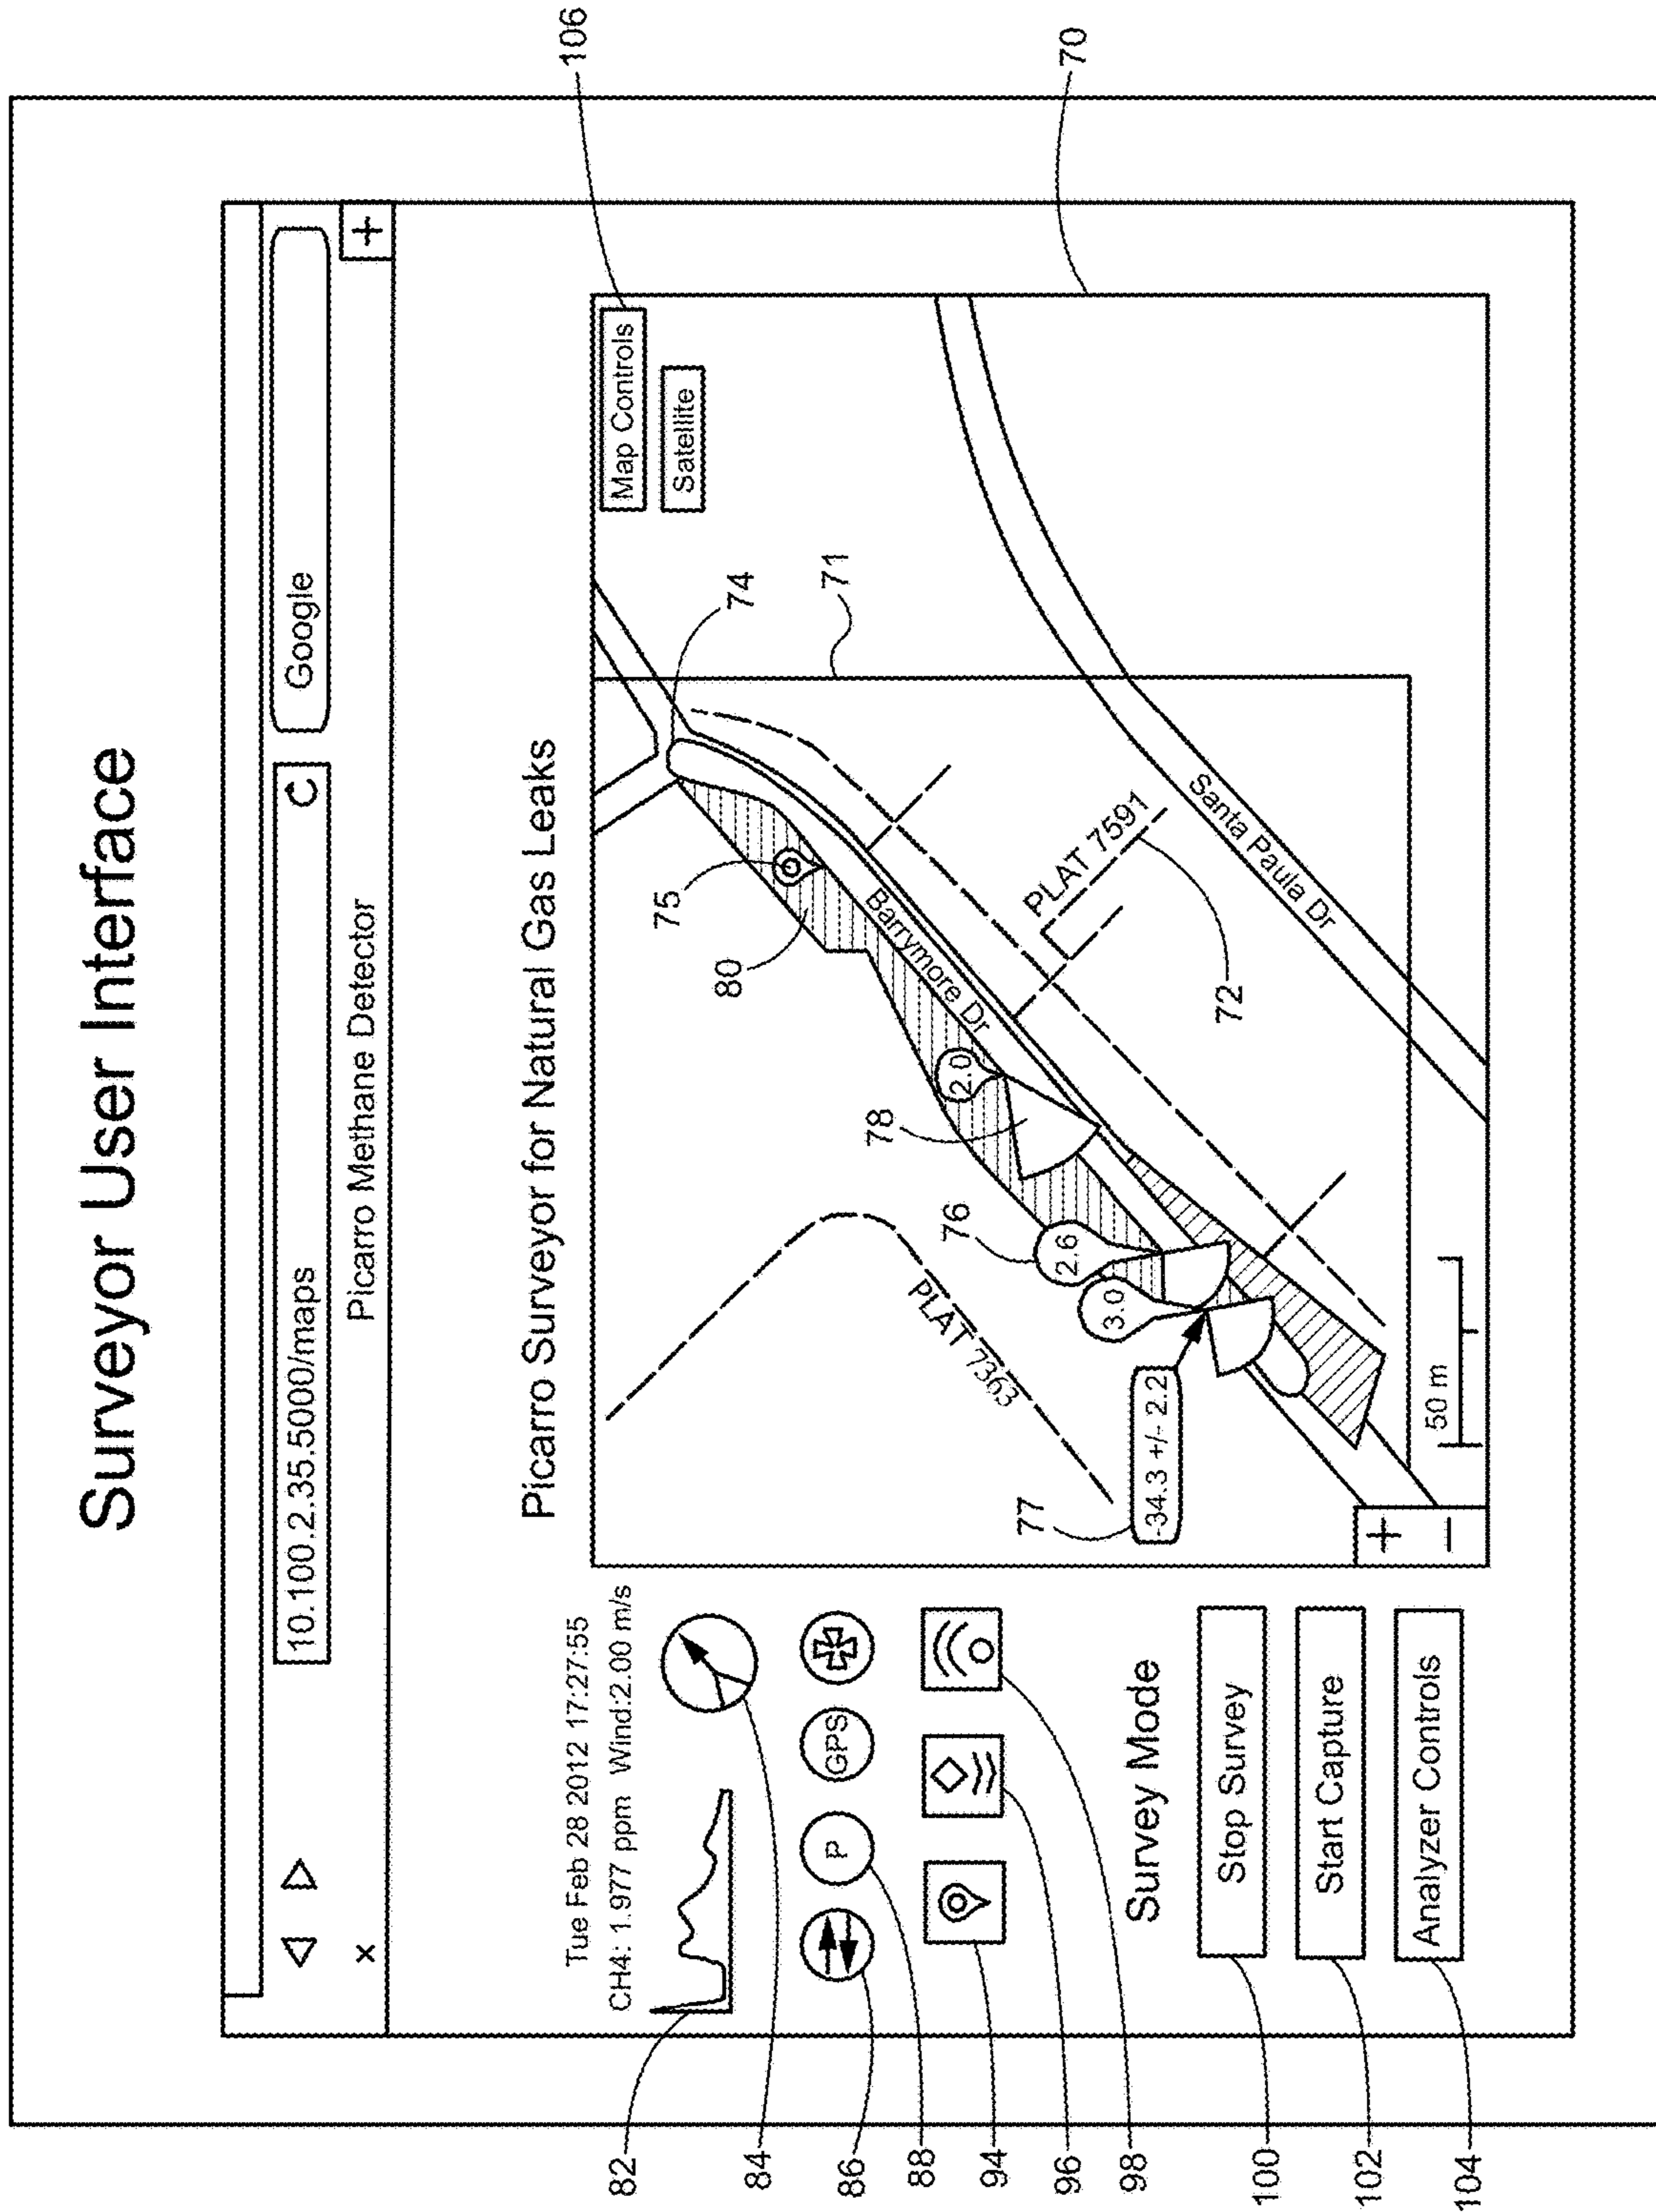 Surveyor User Interface
10.100.2.35.5000/maps
Google
×
Picarro Methane Detector
+
Picarro Surveyor for Natural Gas Leaks
Tue Feb 28 2012 17:27:55
CH4: 1.977 ppm Wind:2.00 m/s
P
GPS
Survey Mode
Stop Survey
Start Capture
Analyzer Controls
Map Controls
Satellite
PLAT 7363
PLAT 7591
Barrymore Dr
Santa Paula Dr
2.0
2.6
3.0
-34.3 +/- 2.2
50 m
+
−
106
70
71
74
75
80
72
78
76
77
82
84
86
88
94
96
98
100
102
104